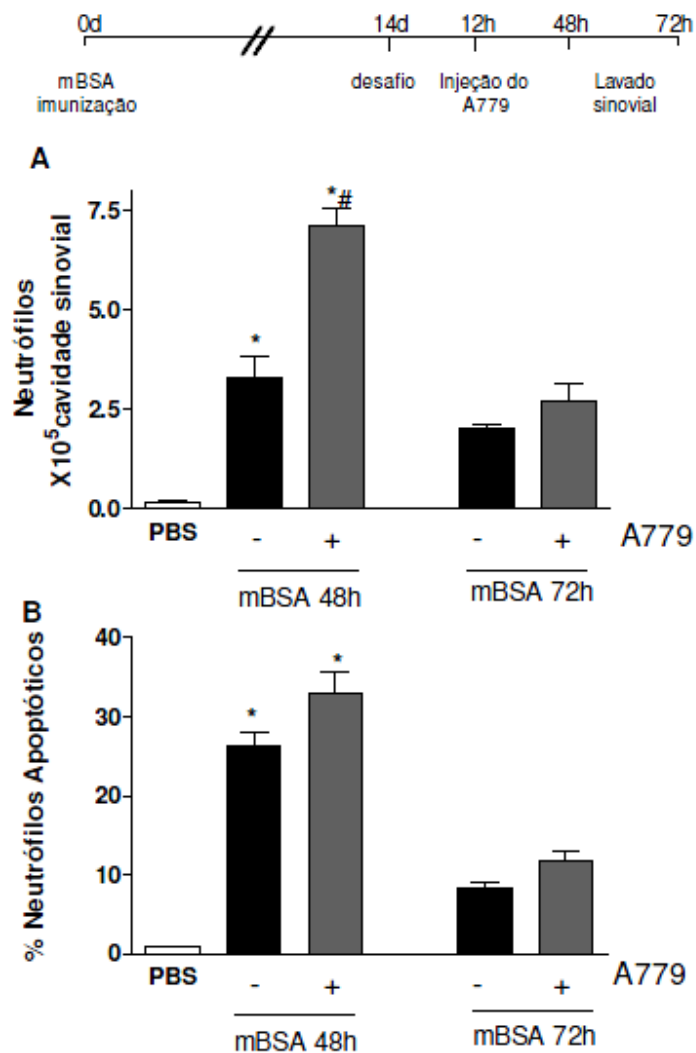 0d 14d 12h 48h 72h
mBSA imunização desafio Injeção do A779 Lavado sinovial
A
Neutrófilos
X10⁵cavidade sinovial
7.5
5.0
2.5
0.0
*
*#
PBS - + - + A779
mBSA 48h mBSA 72h
B
% Neutrófilos Apoptóticos
40
30
20
10
0
*
*
PBS - + - + A779
mBSA 48h mBSA 72h